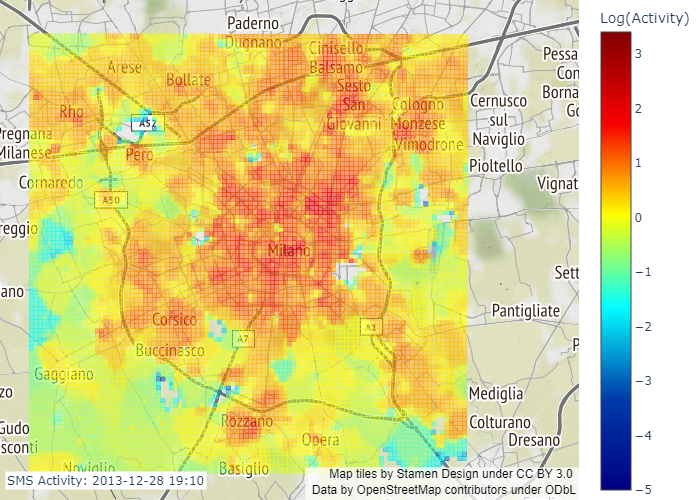 Log(Activity)
3
2
1
0
−1
−2
−3
−4
−5
Paderno
Dugnano
Cinisello
Balsamo
Arese
Bollate
Sesto
San
Giovanni
Cologno
Monzese
Vimodrone
Rho
A52
Pero
Pregnana
Milanese
Cornaredo
A50
reggio
ano
Cernusco
sul
Naviglio
Pioltello
Pessa
Con
Borna
Go
Vignat
Milano
Sett
Pantigliate
P
Corsico
A7
A1
Buccinasco
Gaggiano
zo
Gudo
sconti
Rozzano
Opera
Mediglia
Colturano
Dresano
Noviglio
Basiglio
SMS Activity: 2013-12-28 19:10
Map tiles by Stamen Design under CC BY 3.0
Data by OpenStreetMap contributors under ODbL